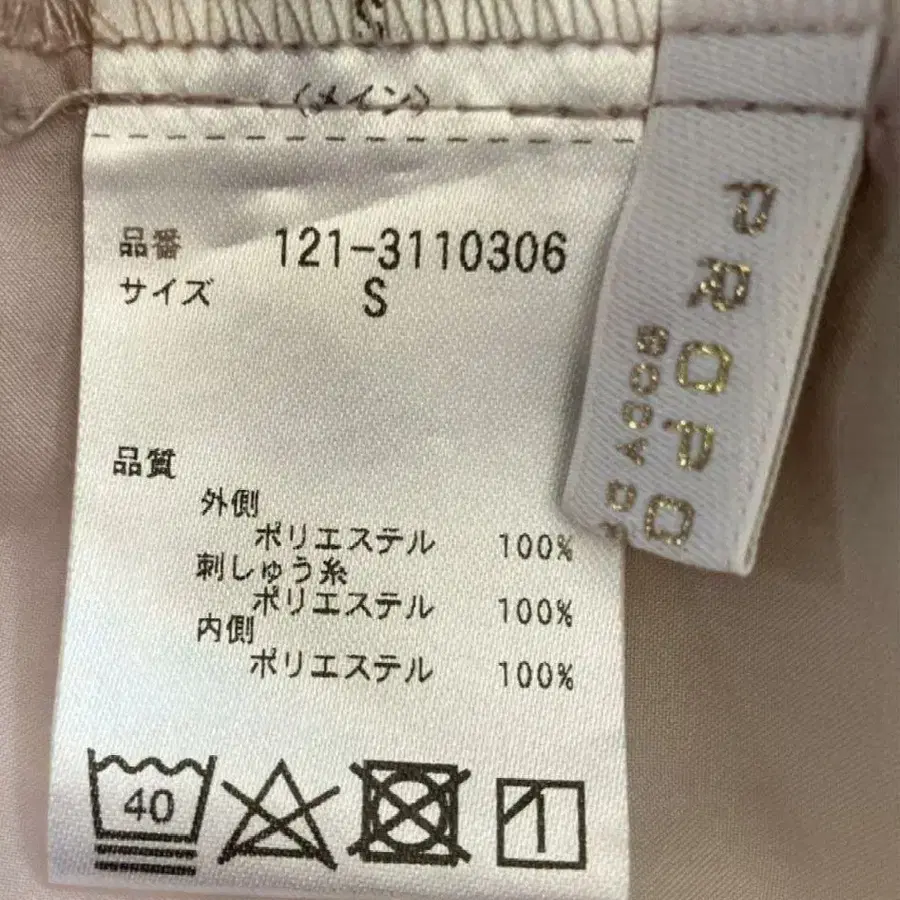 S
〈メイン〉
品番 121-3110306
サイズ S
品質
外側
ポリエステル 100%
刺しゅう糸
ポリエステル 100%
内側
ポリエステル 100%
40
PROPO